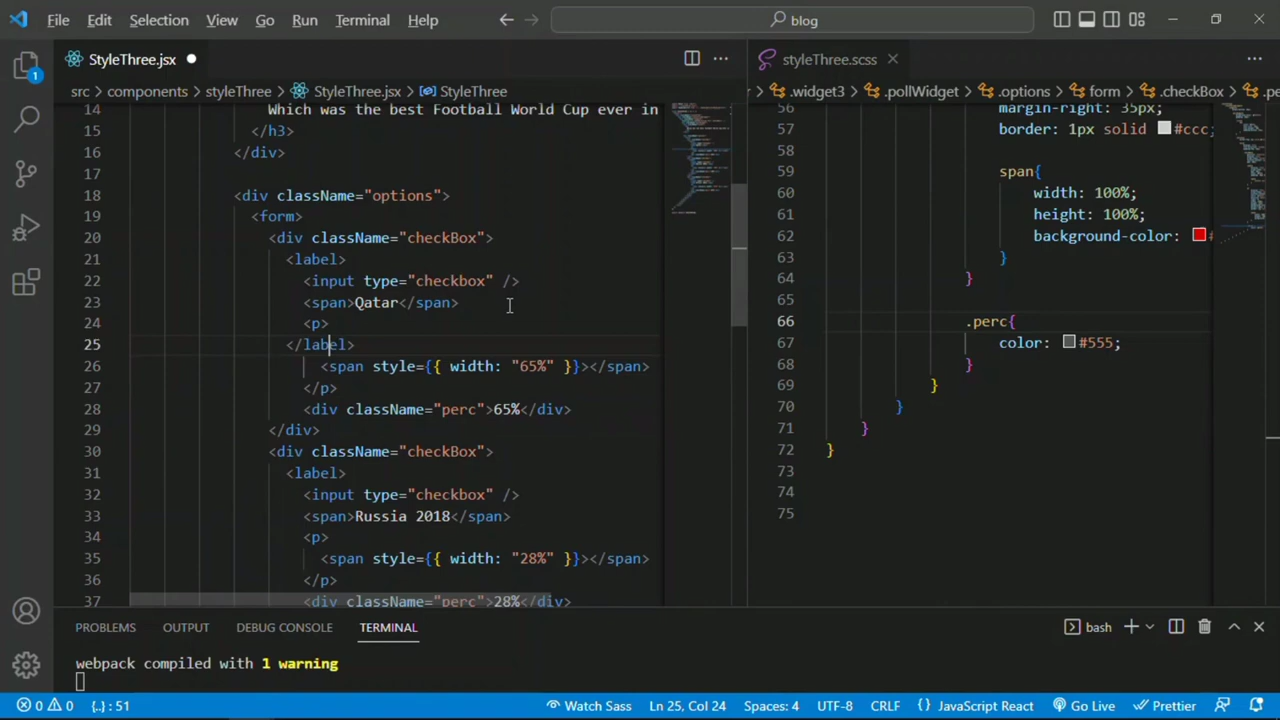 File Edit Selection View Go Run Terminal Help blog
StyleThree.jsx
styleThree.scss
src > components > styleThree > StyleThree.jsx > StyleThree
> .widget3 > .pollWidget > .options > form > .checkBox >
14 Which was the best Football World Cup ever in
15 </h3>
16 </div>
17
18 <div className="options">
19 <form>
20 <div className="checkBox">
21 <label>
22 <input type="checkbox" />
23 <span>Qatar</span>
24 <p>
25 </label>
26 <span style={{ width: "65%" }}></span>
27 </p>
28 <div className="perc">65%</div>
29 </div>
30 <div className="checkBox">
31 <label>
32 <input type="checkbox" />
33 <span>Russia 2018</span>
34 <p>
35 <span style={{ width: "28%" }}></span>
36 </p>
37 <div className="perc">28%</div>
56 margin-right: 35px;
57 border: 1px solid #ccc;
58
59 span{
60 width: 100%;
61 height: 100%;
62 background-color: #
63 }
64 }
65
66 .perc{
67 color: #555;
68 }
69 }
70 }
71 }
72 }
73
74
75
PROBLEMS OUTPUT DEBUG CONSOLE TERMINAL bash
webpack compiled with 1 warning
0 0 {..} : 51 Watch Sass Ln 25, Col 24 Spaces: 4 UTF-8 CRLF {} JavaScript React Go Live Prettier
1